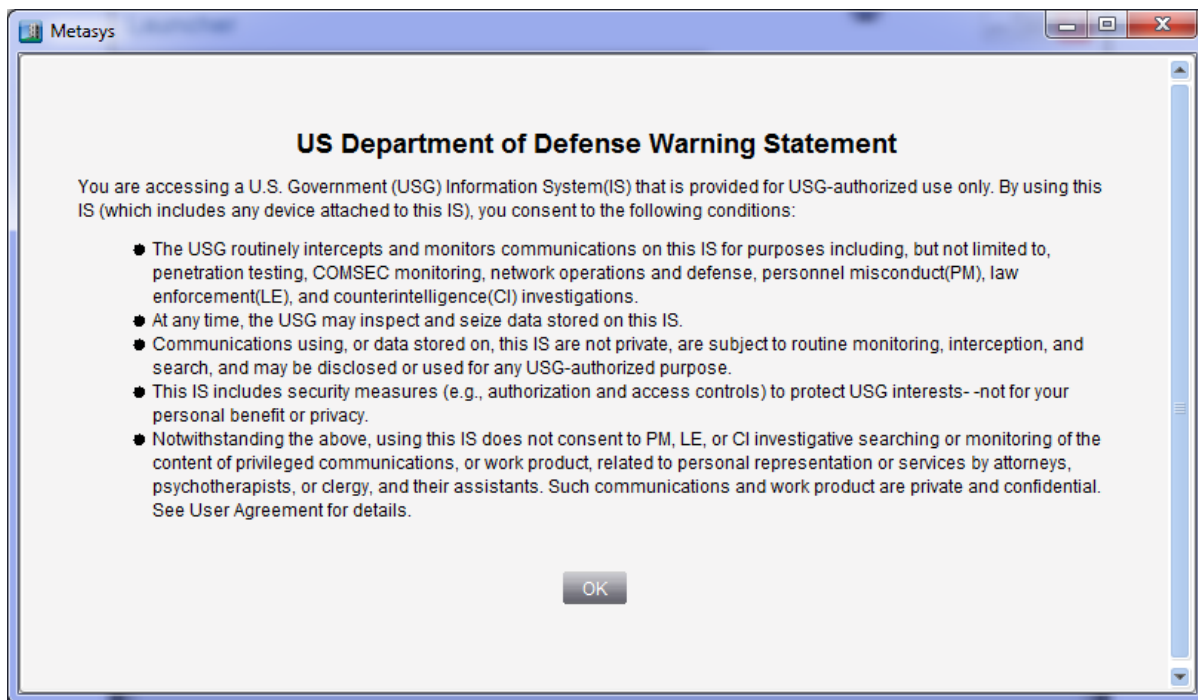 Metasys
US Department of Defense Warning Statement
You are accessing a U.S. Government (USG) Information System(IS) that is provided for USG-authorized use only. By using this
IS (which includes any device attached to this IS), you consent to the following conditions:
● The USG routinely intercepts and monitors communications on this IS for purposes including, but not limited to,
penetration testing, COMSEC monitoring, network operations and defense, personnel misconduct(PM), law
enforcement(LE), and counterintelligence(CI) investigations.
● At any time, the USG may inspect and seize data stored on this IS.
● Communications using, or data stored on, this IS are not private, are subject to routine monitoring, interception, and
search, and may be disclosed or used for any USG-authorized purpose.
● This IS includes security measures (e.g., authorization and access controls) to protect USG interests- -not for your
personal benefit or privacy.
● Notwithstanding the above, using this IS does not consent to PM, LE, or CI investigative searching or monitoring of the
content of privileged communications, or work product, related to personal representation or services by attorneys,
psychotherapists, or clergy, and their assistants. Such communications and work product are private and confidential.
See User Agreement for details.
OK